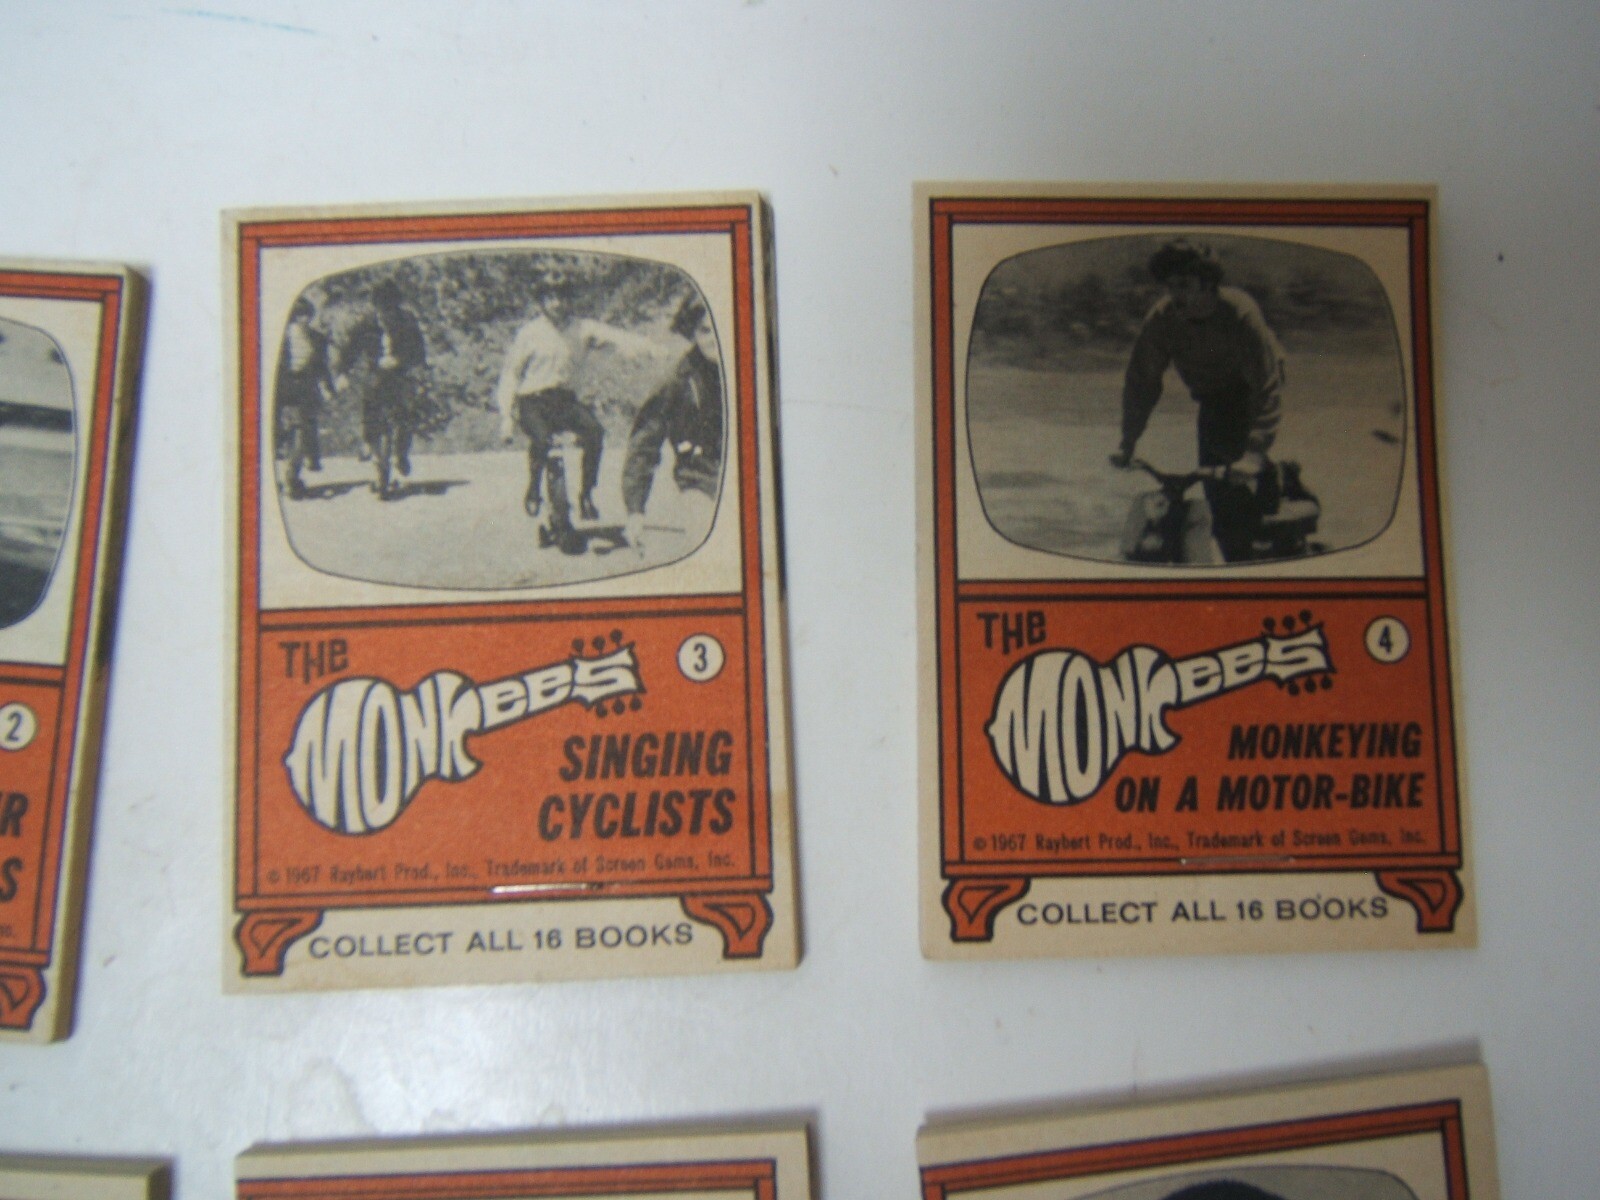 2
R
S
THE
MONKEES
3
SINGING
CYCLISTS
© 1967 Raybert Prod., Inc., Trademark of Screen Gems, Inc.
COLLECT ALL 16 BOOKS
THE
MONKEES
4
MONKEYING
ON A MOTOR-BIKE
© 1967 Raybert Prod., Inc., Trademark of Screen Gems, Inc.
COLLECT ALL 16 BOOKS